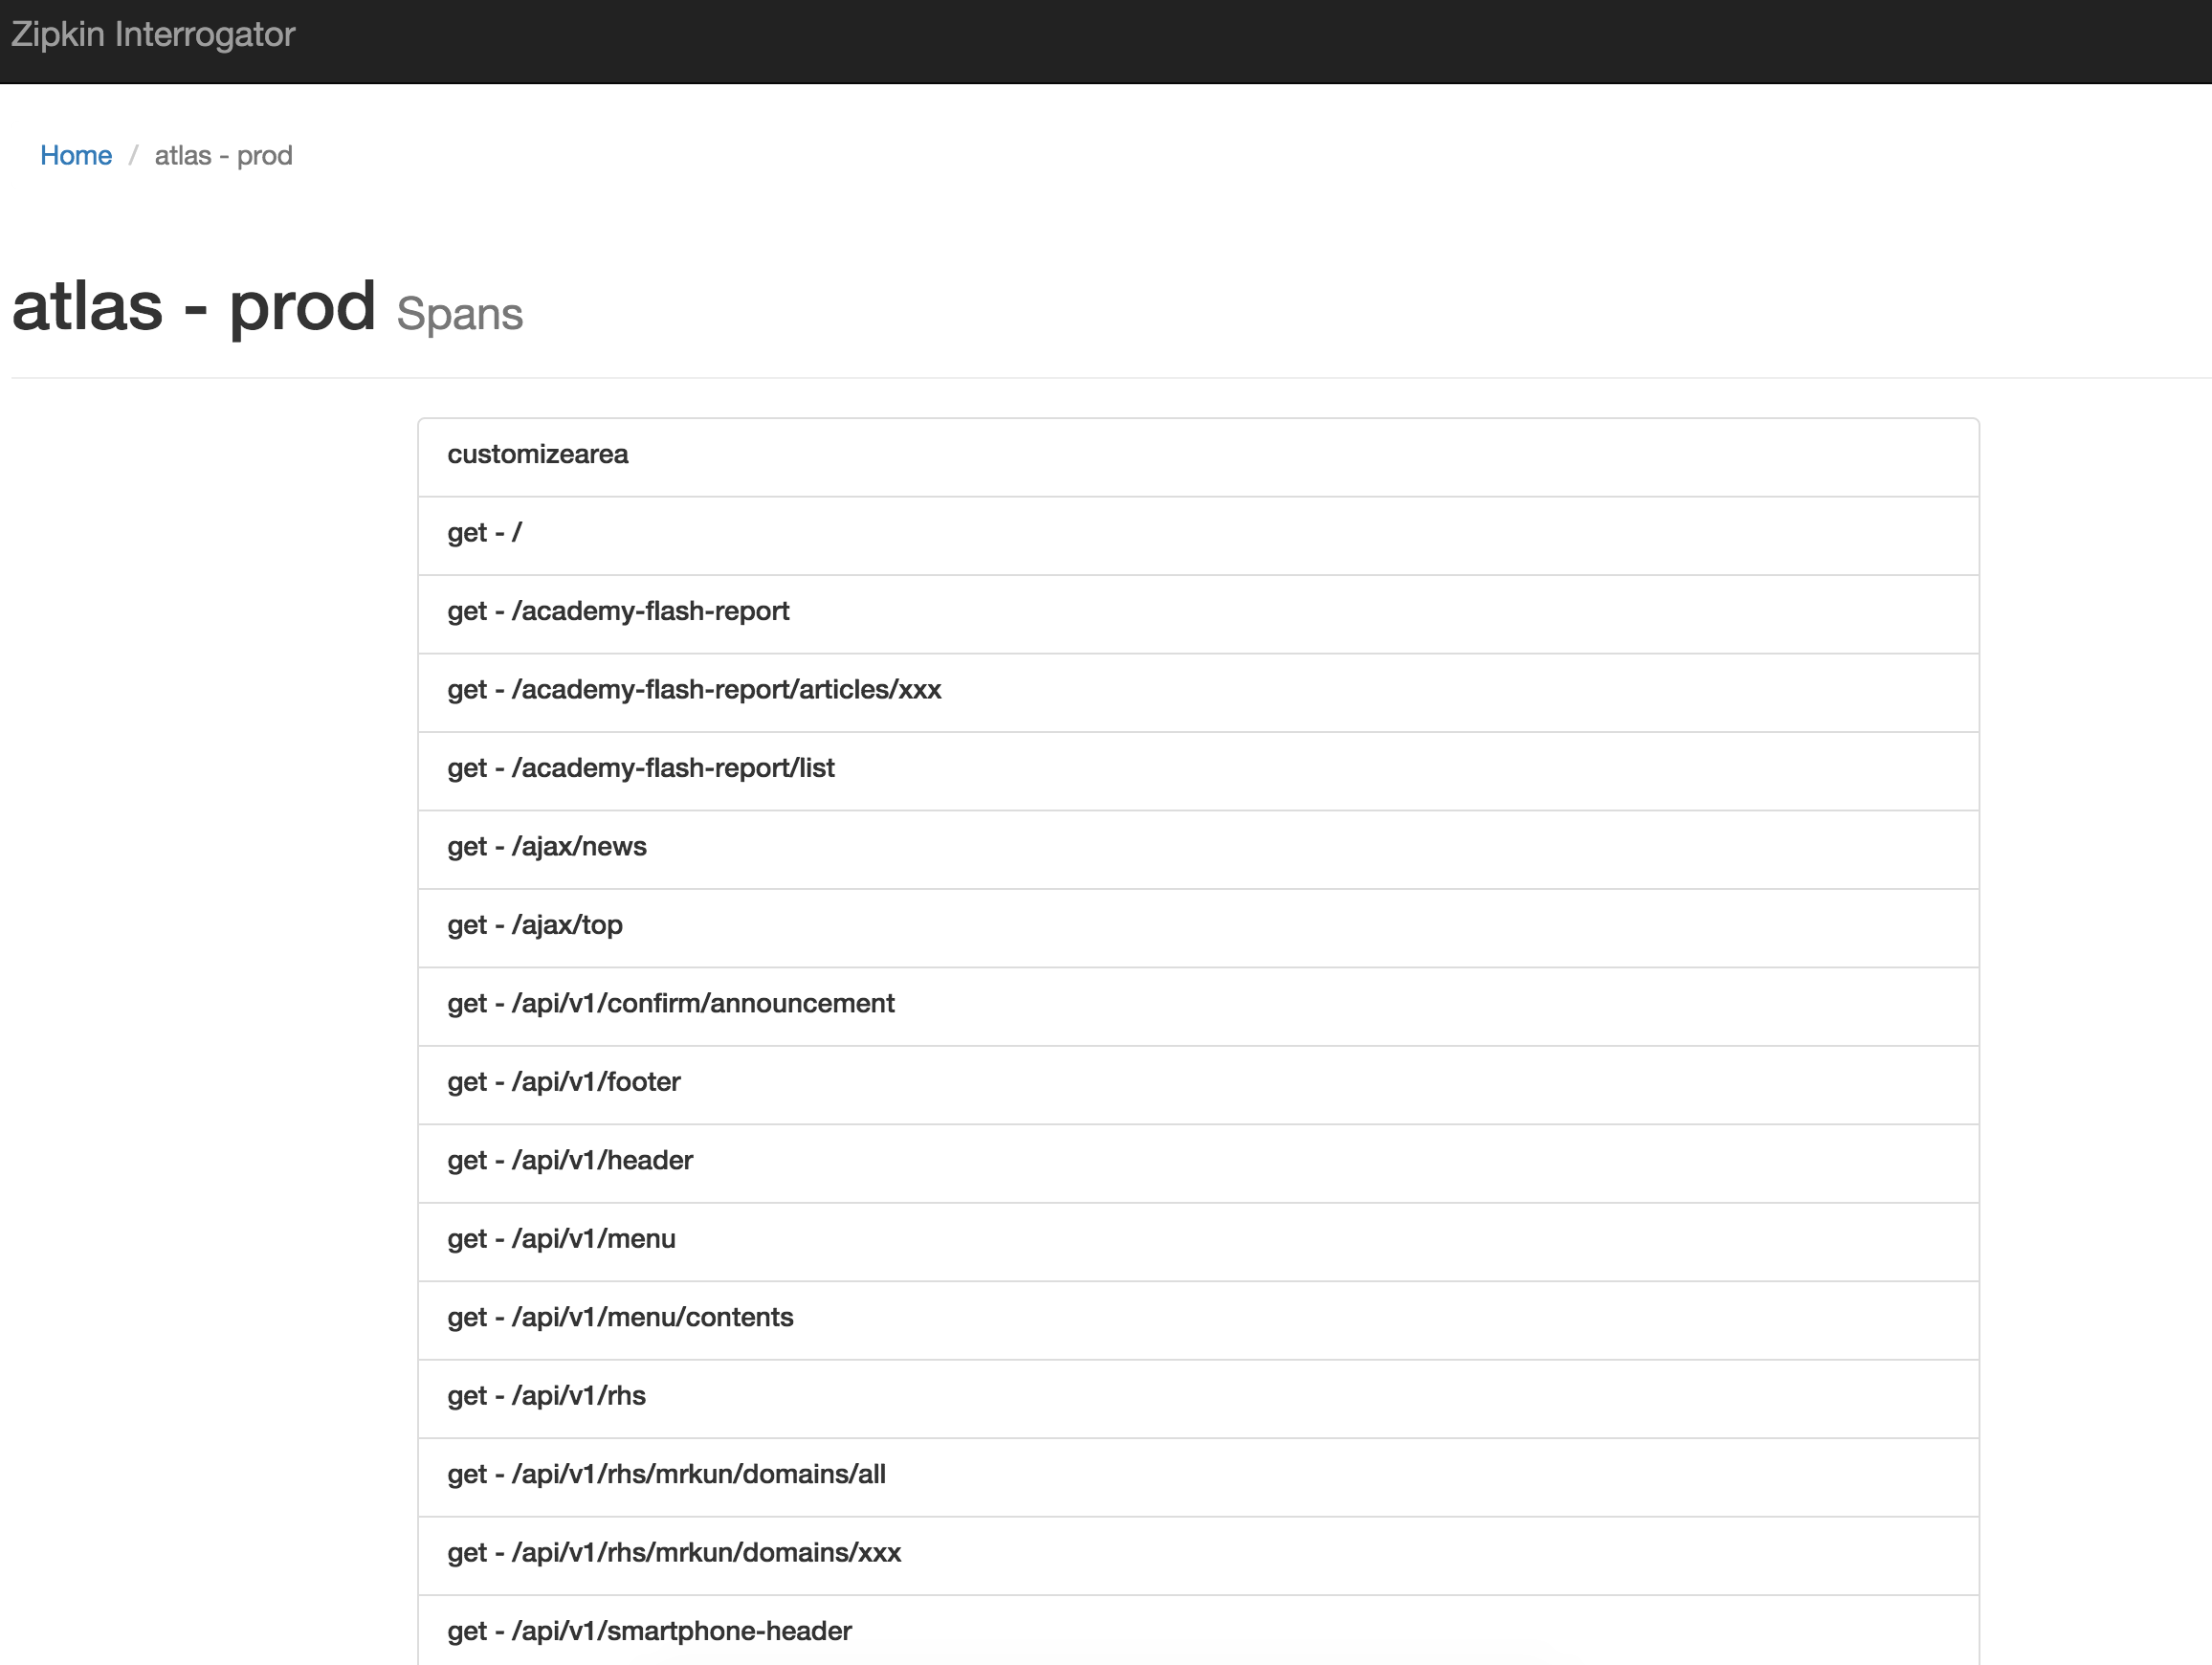 Zipkin Interrogator
Home / atlas - prod
atlas - prod Spans
customizearea
get - /
get - /academy-flash-report
get - /academy-flash-report/articles/xxx
get - /academy-flash-report/list
get - /ajax/news
get - /ajax/top
get - /api/v1/confirm/announcement
get - /api/v1/footer
get - /api/v1/header
get - /api/v1/menu
get - /api/v1/menu/contents
get - /api/v1/rhs
get - /api/v1/rhs/mrkun/domains/all
get - /api/v1/rhs/mrkun/domains/xxx
get - /api/v1/smartphone-header